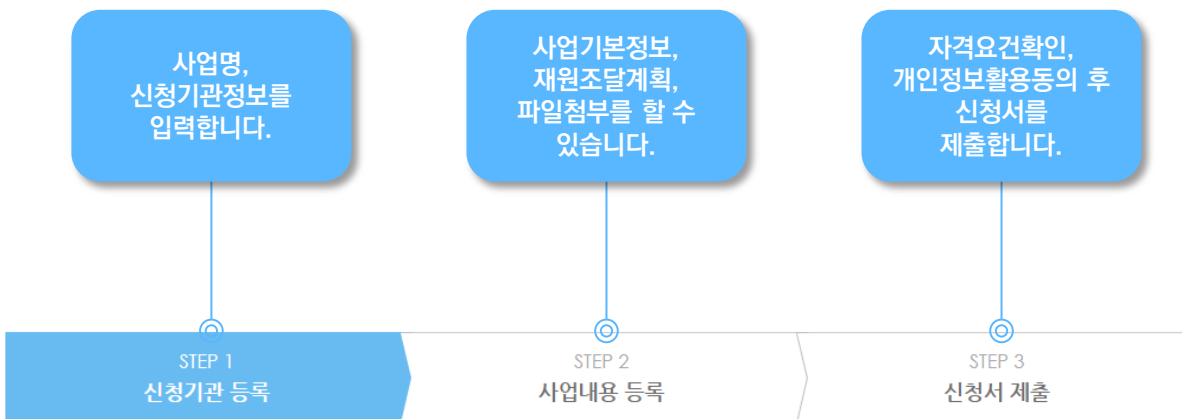 사업명,
신청기관정보를
입력합니다.
사업기본정보,
재원조달계획,
파일첨부를 할 수
있습니다.
자격요건확인,
개인정보활용동의 후
신청서를
제출합니다.
STEP 1
신청기관 등록
STEP 2
사업내용 등록
STEP 3
신청서 제출